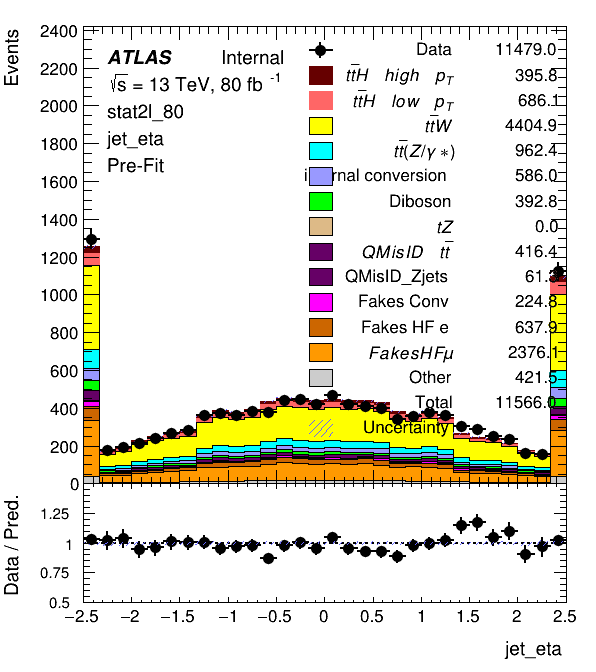 Events
2400
2200
2000
1800
1600
1400
1200
1000
800
600
400
200
0
ATLAS Internal
√s = 13 TeV, 80 fb⁻¹
stat2l_80
jet_eta
Pre-Fit
Data 11479.0
tt̄H high p_T 395.8
tt̄H low p_T 686.1
tt̄W 4404.9
tt̄(Z/γ*) 962.4
conversion 586.0
Diboson 392.8
tZ 0.0
QMisID tt̄ 416.4
QMisID_Zjets
Fakes Conv 224.8
Fakes HF e 637.9
FakesHFμ 2376.1
Other 421.5
Total 11566.0
Uncertainty
Data / Pred.
1.25
1
0.75
0.5
−2.5 −2 −1.5 −1 −0.5 0 0.5 1 1.5 2 2.5
jet_eta